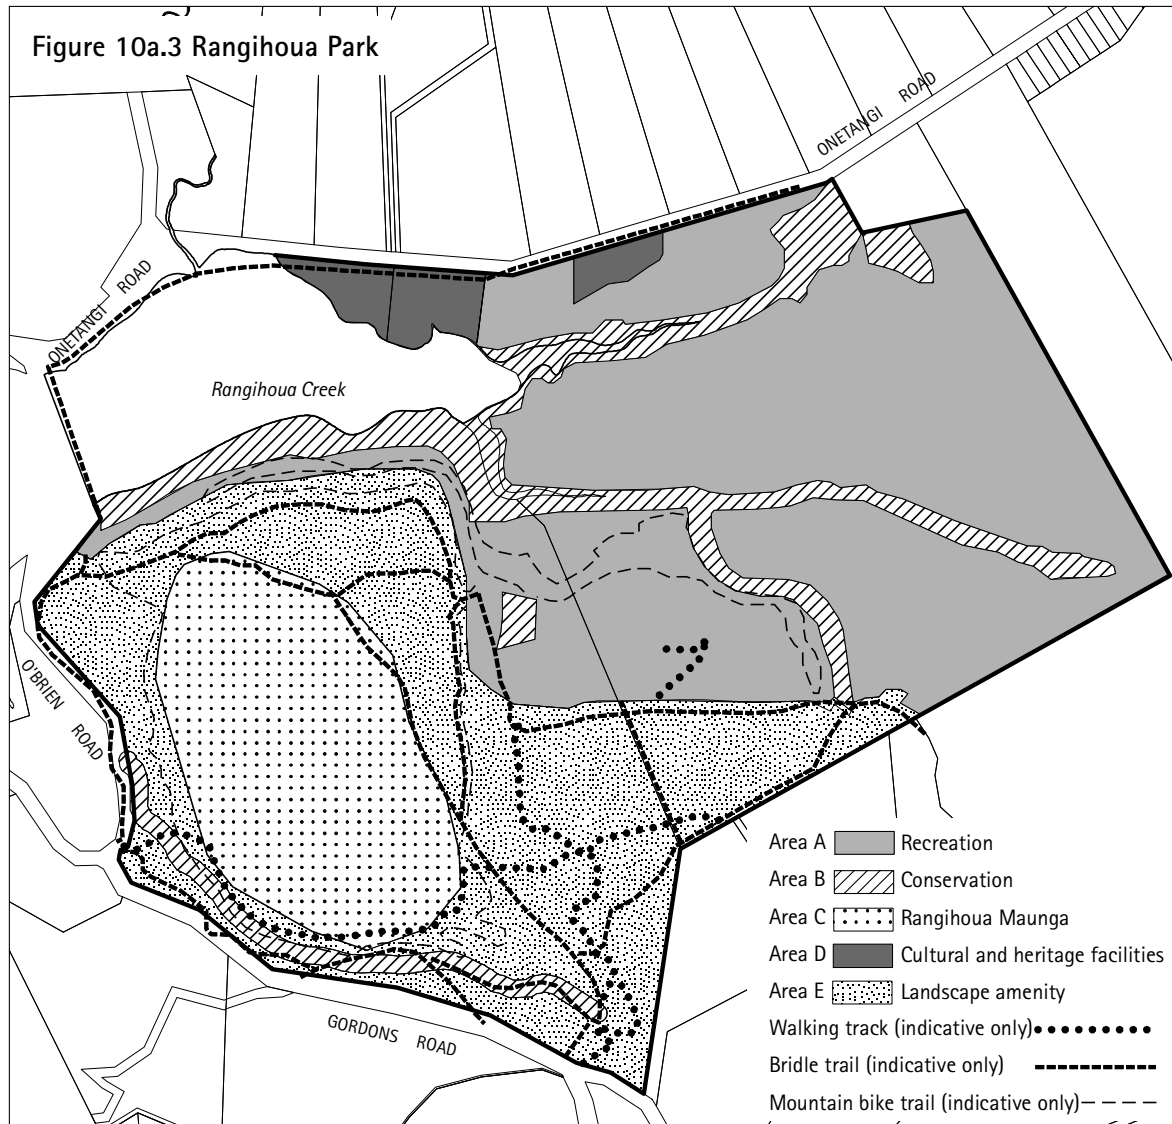 Figure 10a.3 Rangihoua Park
ONETANGI ROAD
ONETANGI ROAD
Rangihoua Creek
O'BRIEN ROAD
GORDONS ROAD
Area A Recreation
Area B Conservation
Area C Rangihoua Maunga
Area D Cultural and heritage facilities
Area E Landscape amenity
Walking track (indicative only)
Bridle trail (indicative only)
Mountain bike trail (indicative only)